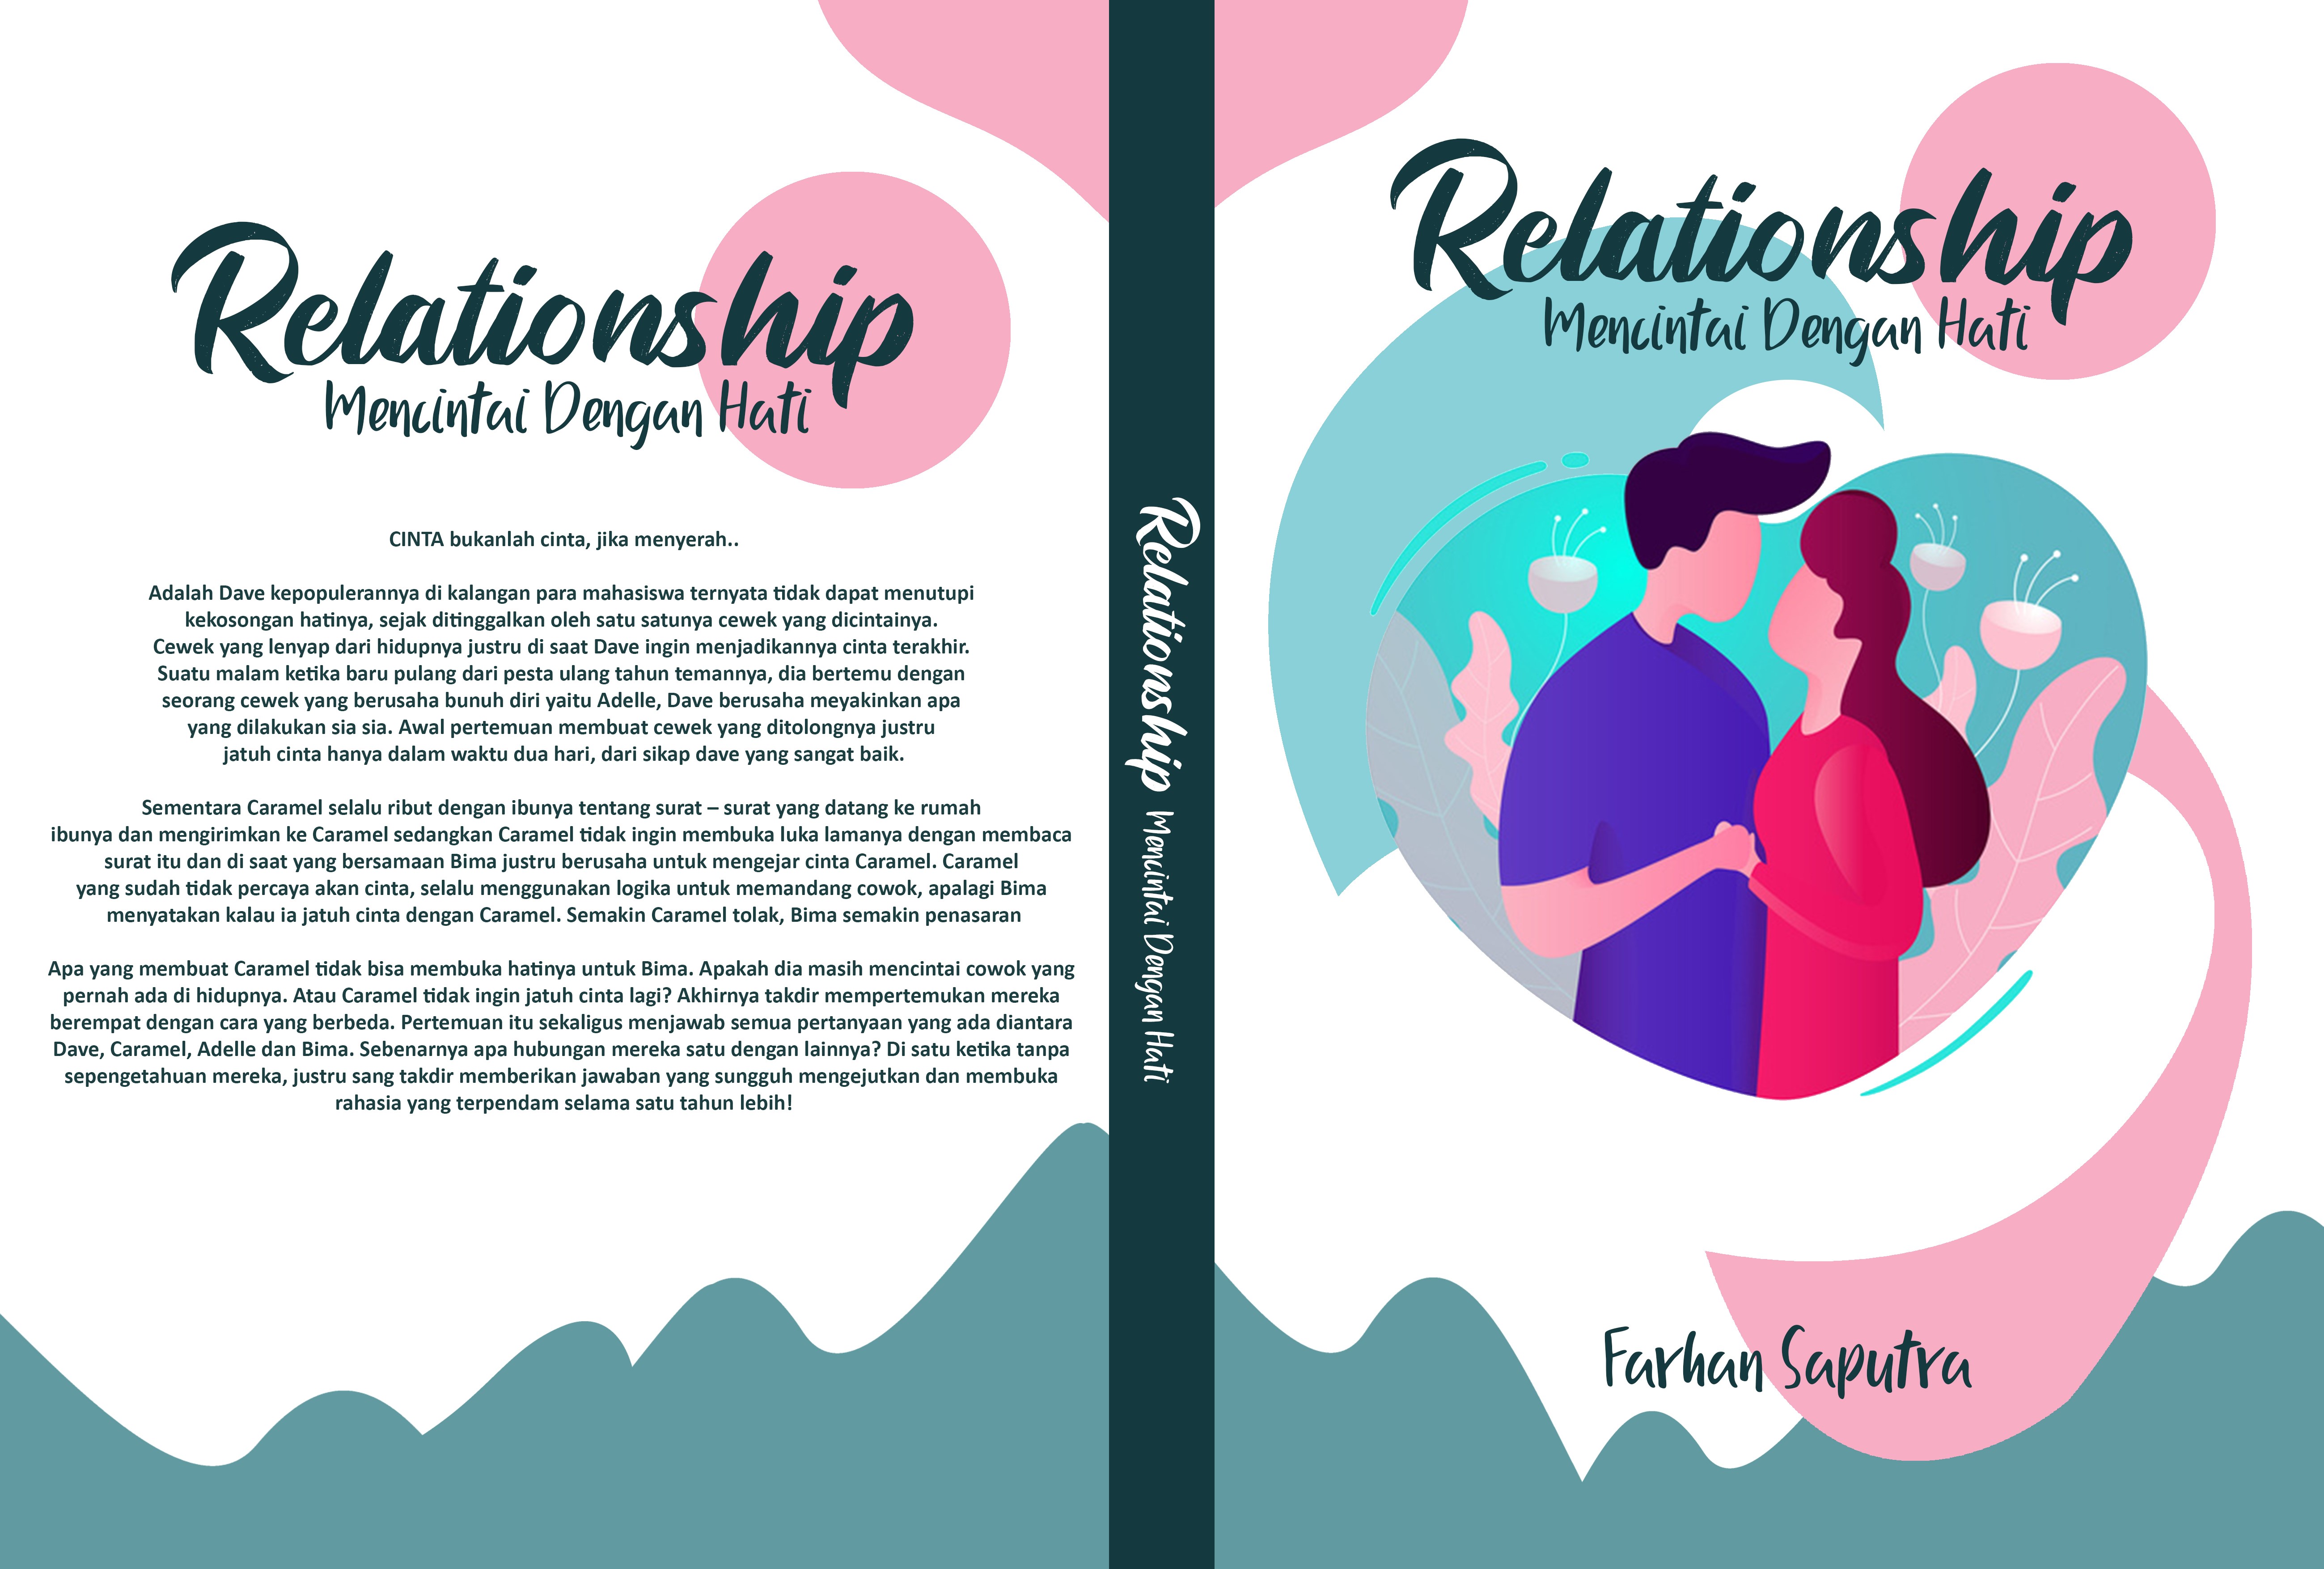 Relationship
Mencintai Dengan Hati
CINTA bukanlah cinta, jika menyerah..
Adalah Dave kepopulerannya di kalangan para mahasiswa ternyata tidak dapat menutupi
kekosongan hatinya, sejak ditinggalkan oleh satu satunya cewek yang dicintainya.
Cewek yang lenyap dari hidupnya justru di saat Dave ingin menjadikannya cinta terakhir.
Suatu malam ketika baru pulang dari pesta ulang tahun temannya, dia bertemu dengan
seorang cewek yang berusaha bunuh diri yaitu Adelle, Dave berusaha meyakinkan apa
yang dilakukan sia sia. Awal pertemuan membuat cewek yang ditolongnya justru
jatuh cinta hanya dalam waktu dua hari, dari sikap dave yang sangat baik.
Sementara Caramel selalu ribut dengan ibunya tentang surat – surat yang datang ke rumah
ibunya dan mengirimkan ke Caramel sedangkan Caramel tidak ingin membuka luka lamanya dengan membaca
surat itu dan di saat yang bersamaan Bima justru berusaha untuk mengejar cinta Caramel. Caramel
yang sudah tidak percaya akan cinta, selalu menggunakan logika untuk memandang cowok, apalagi Bima
menyatakan kalau ia jatuh cinta dengan Caramel. Semakin Caramel tolak, Bima semakin penasaran
Apa yang membuat Caramel tidak bisa membuka hatinya untuk Bima. Apakah dia masih mencintai cowok yang
pernah ada di hidupnya. Atau Caramel tidak ingin jatuh cinta lagi? Akhirnya takdir mempertemukan mereka
berempat dengan cara yang berbeda. Pertemuan itu sekaligus menjawab semua pertanyaan yang ada diantara
Dave, Caramel, Adelle dan Bima. Sebenarnya apa hubungan mereka satu dengan lainnya? Di satu ketika tanpa
sepengetahuan mereka, justru sang takdir memberikan jawaban yang sungguh mengejutkan dan membuka
rahasia yang terpendam selama satu tahun lebih!
Relationship Mencintai Dengan Hati
Relationship
Mencintai Dengan Hati
Farhan Saputra